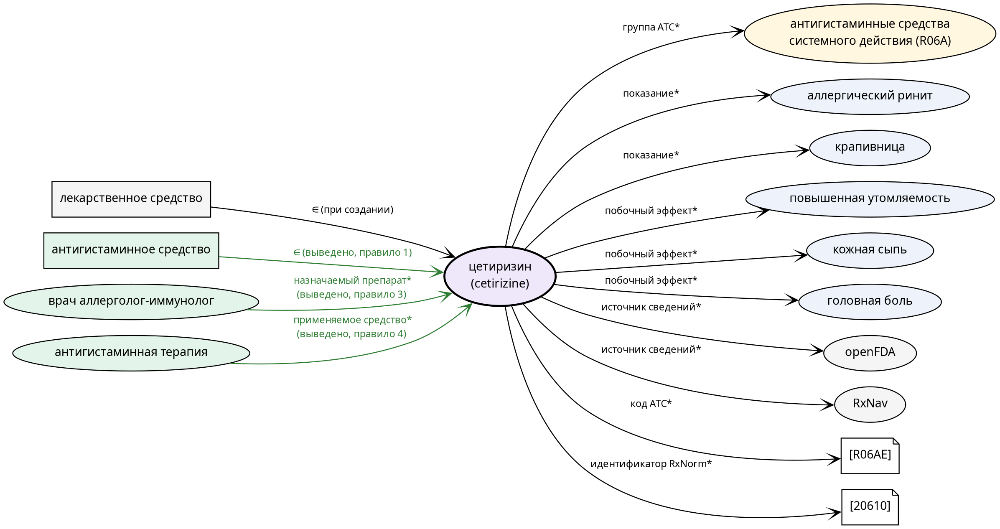 группа ATC*
антигистаминные средства
системного действия (R06A)
показание*
аллергический ринит
показание*
крапивница
лекарственное средство
∈ (при создании)
побочный эффект*
повышенная утомляемость
антигистаминное средство
∈ (выведено, правило 1)
цетиризин
(cetirizine)
побочный эффект*
кожная сыпь
врач аллерголог-иммунолог
назначаемый препарат*
(выведено, правило 3)
побочный эффект*
головная боль
антигистаминная терапия
применяемое средство*
(выведено, правило 4)
источник сведений*
openFDA
источник сведений*
RxNav
код ATC*
[R06AE]
идентификатор RxNorm*
[20610]